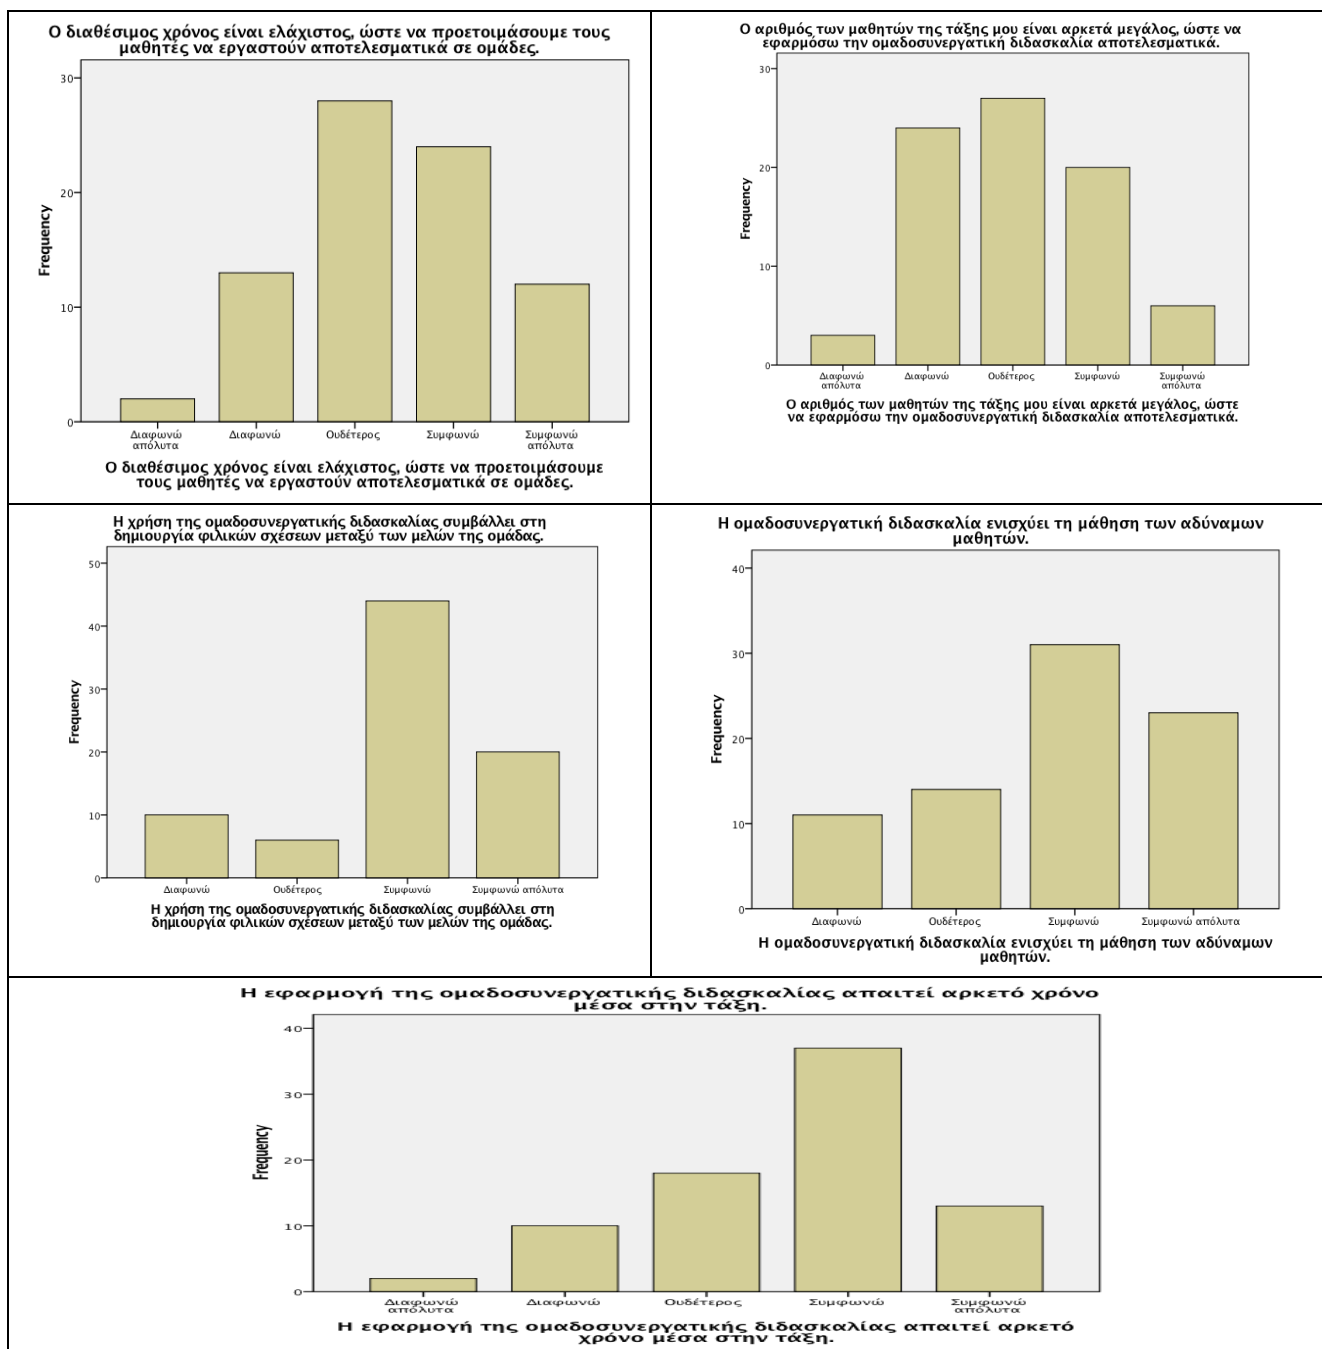 Ο διαθέσιμος χρόνος είναι ελάχιστος, ώστε να προετοιμάσουμε τους
μαθητές να εργαστούν αποτελεσματικά σε ομάδες.
30
20
10
0
Frequency
Διαφωνώ
απόλυτα
Διαφωνώ
Ουδέτερος
Συμφωνώ
Συμφωνώ
απόλυτα
Ο διαθέσιμος χρόνος είναι ελάχιστος, ώστε να προετοιμάσουμε
τους μαθητές να εργαστούν αποτελεσματικά σε ομάδες.
Ο αριθμός των μαθητών της τάξης μου είναι αρκετά μεγάλος, ώστε να
εφαρμόσω την ομαδοσυνεργατική διδασκαλία αποτελεσματικά.
30
20
10
0
Frequency
Διαφωνώ
απόλυτα
Διαφωνώ
Ουδέτερος
Συμφωνώ
Συμφωνώ
απόλυτα
Ο αριθμός των μαθητών της τάξης μου είναι αρκετά μεγάλος, ώστε
να εφαρμόσω την ομαδοσυνεργατική διδασκαλία αποτελεσματικά.
Η χρήση της ομαδοσυνεργατικής διδασκαλίας συμβάλλει στη
δημιουργία φιλικών σχέσεων μεταξύ των μελών της ομάδας.
50
40
30
20
10
0
Frequency
Διαφωνώ
Ουδέτερος
Συμφωνώ
Συμφωνώ απόλυτα
Η χρήση της ομαδοσυνεργατικής διδασκαλίας συμβάλλει στη
δημιουργία φιλικών σχέσεων μεταξύ των μελών της ομάδας.
Η ομαδοσυνεργατική διδασκαλία ενισχύει τη μάθηση των αδύναμων
μαθητών.
40
30
20
10
0
Frequency
Διαφωνώ
Ουδέτερος
Συμφωνώ
Συμφωνώ απόλυτα
Η ομαδοσυνεργατική διδασκαλία ενισχύει τη μάθηση των αδύναμων
μαθητών.
Η εφαρμογή της ομαδοσυνεργατικής διδασκαλίας απαιτεί αρκετό χρόνο
μέσα στην τάξη.
40
30
20
10
0
Frequency
Διαφωνώ
απόλυτα
Διαφωνώ
Ουδέτερος
Συμφωνώ
Συμφωνώ
απόλυτα
Η εφαρμογή της ομαδοσυνεργατικής διδασκαλίας απαιτεί αρκετό
χρόνο μέσα στην τάξη.